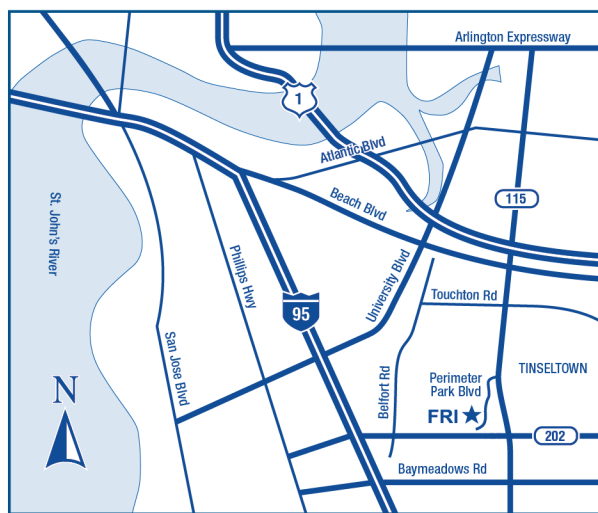 Arlington Expressway
1
Atlantic Blvd
Beach Blvd
115
St. John's River
Phillips Hwy
University Blvd
Touchton Rd
95
San Jose Blvd
Belfort Rd
TINSELTOWN
Perimeter
Park Blvd
N
FRI
202
Baymeadows Rd